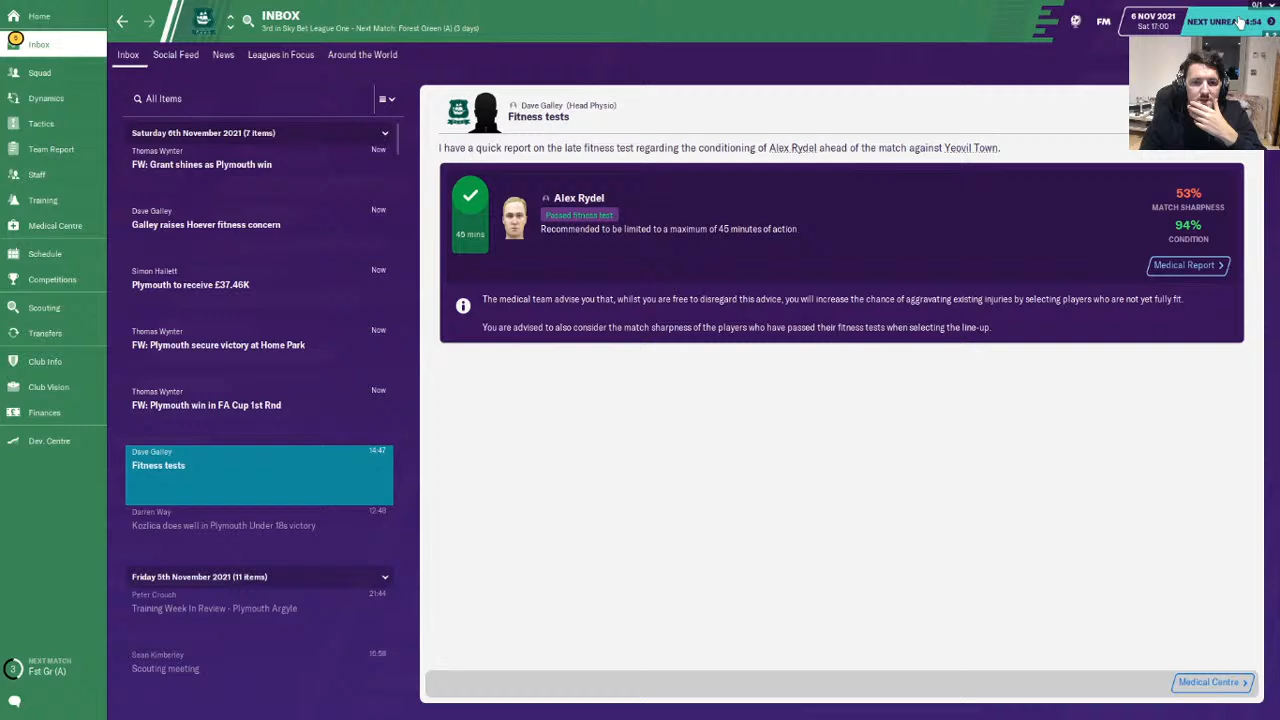 Home
6
Inbox
Squad
Dynamics
Tactics
Team Report
Staff
Training
Medical Centre
Schedule
Competitions
Scouting
Transfers
Club Info
Club Vision
Finances
Dev. Centre
3
NEXT MATCH
Fst Gr (A)
INBOX
3rd in Sky Bet League One - Next Match: Forest Green (A) (3 days)
FM
6 NOV 2021
Sat 17:00
0/1
Inbox
Social Feed
News
Leagues in Focus
Around the World
All Items
Saturday 6th November 2021 (7 items)
Thomas Wynter
Now
FW: Grant shines as Plymouth win
Dave Galley
Now
Galley raises Hoever fitness concern
Simon Hallett
Now
Plymouth to receive £37.46K
Thomas Wynter
Now
FW: Plymouth secure victory at Home Park
Thomas Wynter
Now
FW: Plymouth win in FA Cup 1st Rnd
Dave Galley
14:47
Fitness tests
Darren Way
12:48
Kozlica does well in Plymouth Under 18s victory
Friday 5th November 2021 (11 items)
Peter Crouch
21:44
Training Week In Review - Plymouth Argyle
Sean Kimberley
16:58
Scouting meeting
Dave Galley (Head Physio)
Fitness tests
I have a quick report on the late fitness test regarding the conditioning of Alex Rydel ahead of the match against Yeovil Town.
45 mins
Alex Rydel
Passed fitness test
Recommended to be limited to a maximum of 45 minutes of action
53%
MATCH SHARPNESS
94%
CONDITION
Medical Report
The medical team advise you that, whilst you are free to disregard this advice, you will increase the chance of aggravating existing injuries by selecting players who are not yet fully fit.
You are advised to also consider the match sharpness of the players who have passed their fitness tests when selecting the line-up.
Medical Centre